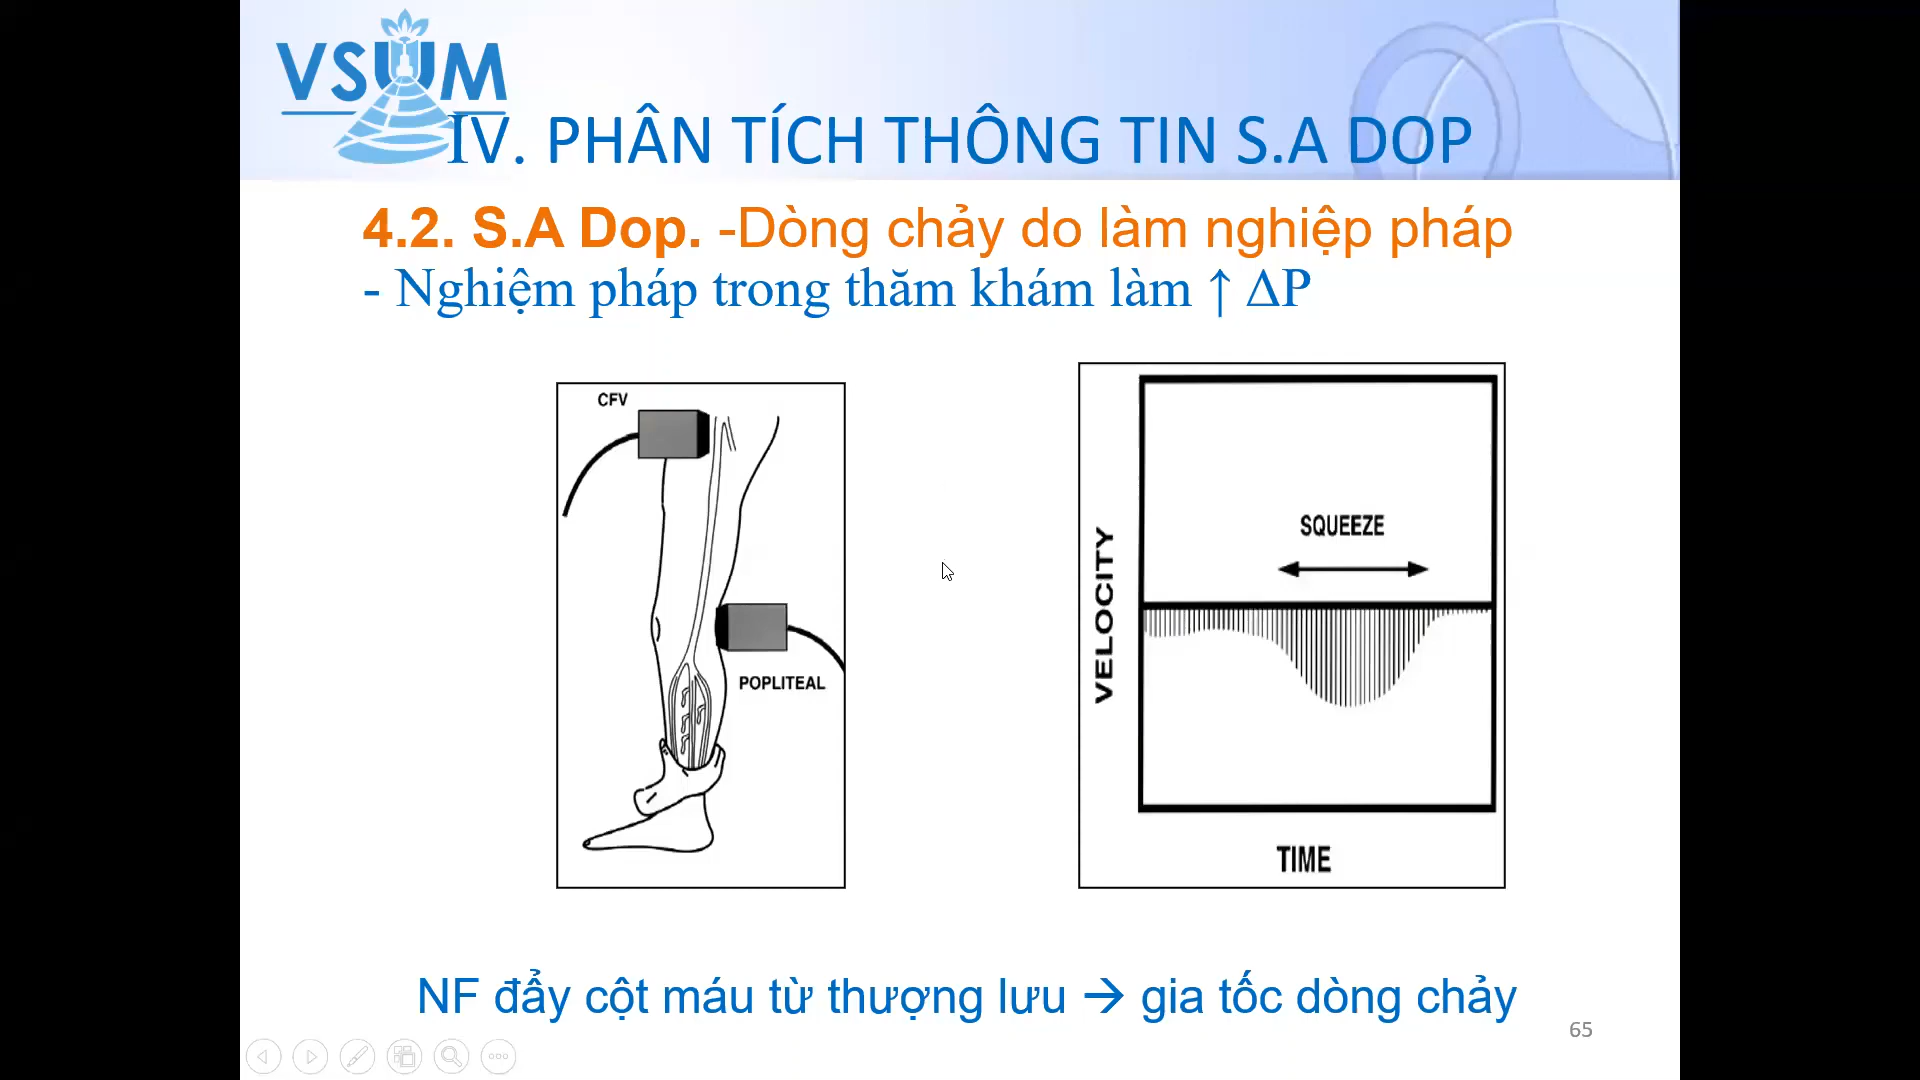 VSUM
IV. PHÂN TÍCH THÔNG TIN S.A DOP
4.2. S.A Dop. -Dòng chảy do làm nghiệp pháp
- Nghiệm pháp trong thăm khám làm ↑ ΔP
CFV
POPLITEAL
VELOCITY
SQUEEZE
TIME
NF đẩy cột máu từ thượng lưu → gia tốc dòng chảy
65